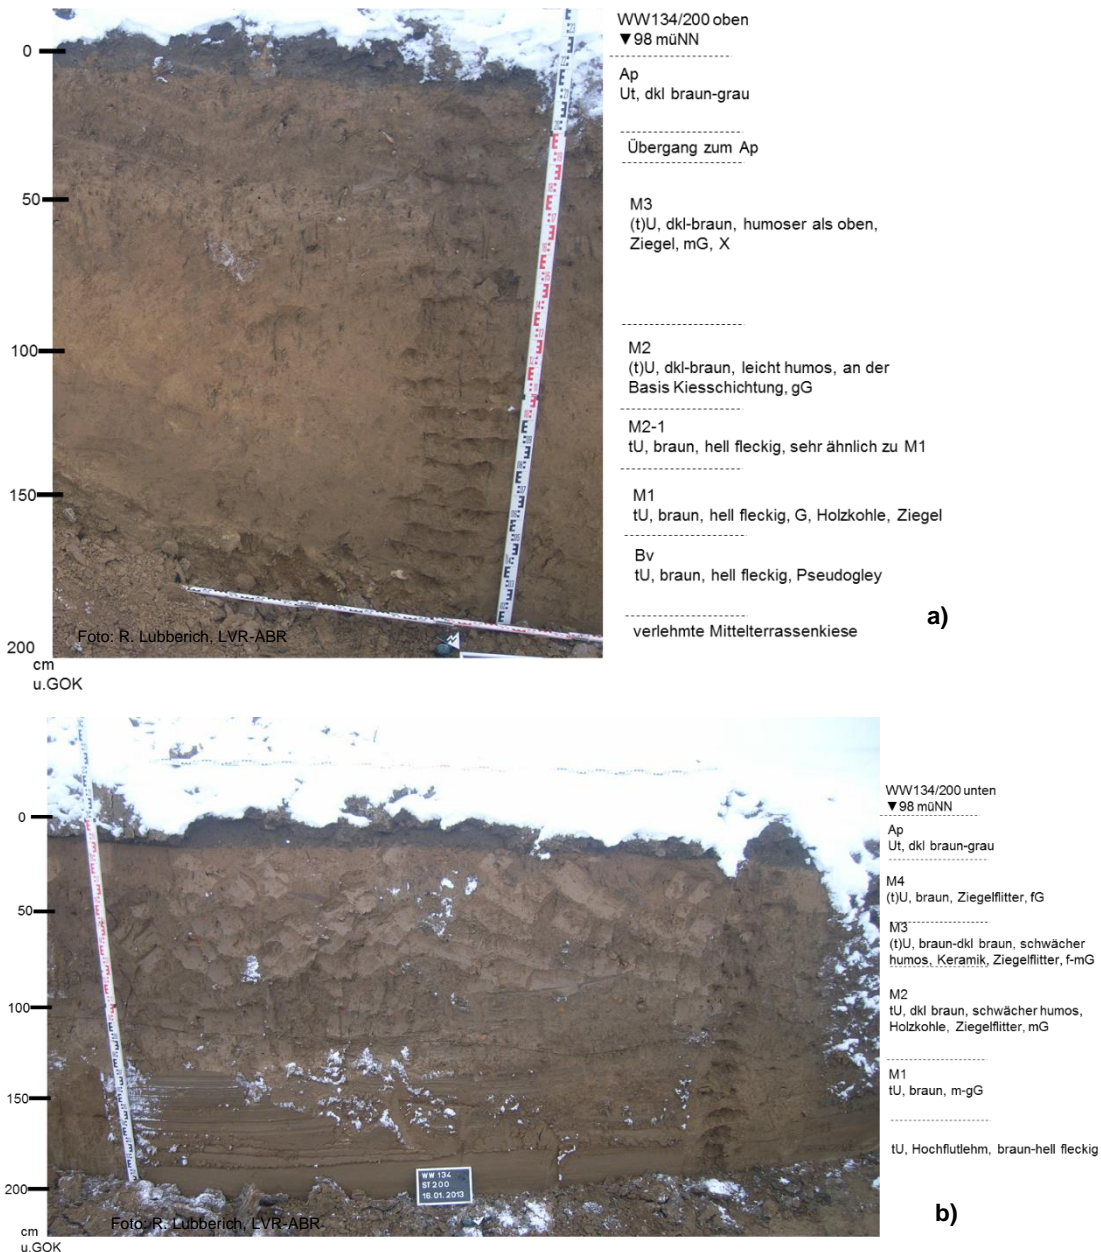 WW134/200 oben
▼98 müNN
0
Ap
Ut, dkl braun-grau
Übergang zum Ap
50
M3
(t)U, dkl-braun, humoser als oben,
Ziegel, mG, X
100
M2
(t)U, dkl-braun, leicht humos, an der
Basis Kiesschichtung, gG
M2-1
tU, braun, hell fleckig, sehr ähnlich zu M1
150
M1
tU, braun, hell fleckig, G, Holzkohle, Ziegel
Bv
tU, braun, hell fleckig, Pseudogley
a)
verlehmte Mittelterrassenkiese
Foto: R. Lubberich, LVR-ABR
200
cm
u.GOK
WW134/200 unten
▼98 müNN
0
Ap
Ut, dkl braun-grau
M4
(t)U, braun, Ziegelflitter, fG
50
M3
(t)U, braun-dkl braun, schwächer
humos, Keramik, Ziegelflitter, f-mG
100
M2
tU, dkl braun, schwächer humos,
Holzkohle, Ziegelflitter, mG
M1
tU, braun, m-gG
150
tU, Hochflutlehm, braun-hell fleckig
WW 134
ST 200
16.01.2013
200
Foto: R. Lubberich, LVR-ABR
b)
cm
u.GOK